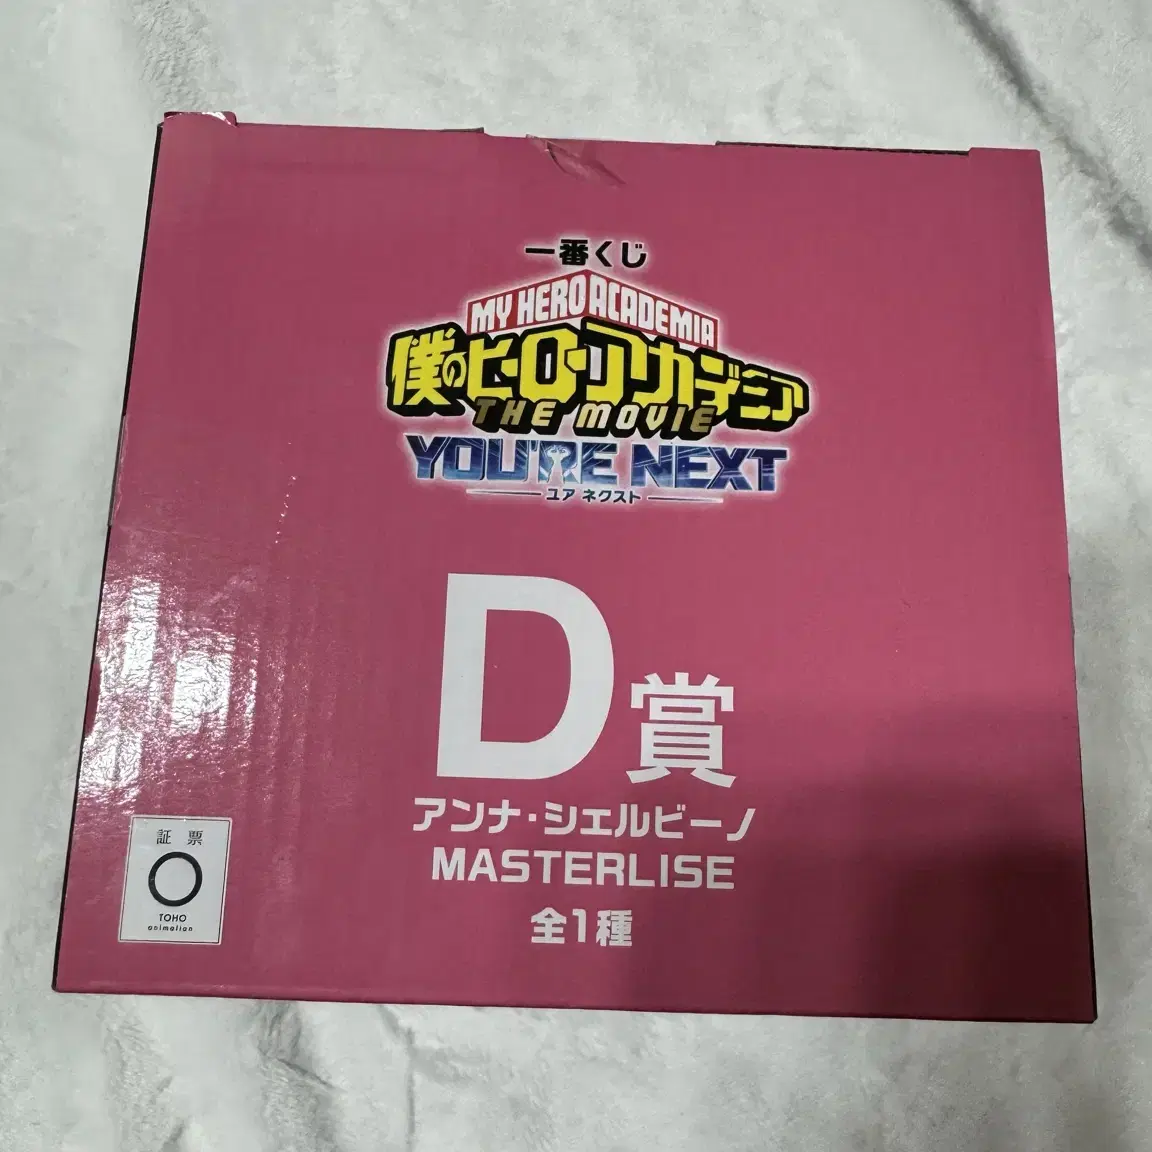 一番くじ
MY HERO ACADEMIA
僕のヒーローアカデミア
THE MOVIE
YOU'RE NEXT
ユア ネクスト
D賞
アンナ・シェルビーノ
MASTERLISE
全1種
証 票
TOHO
animation